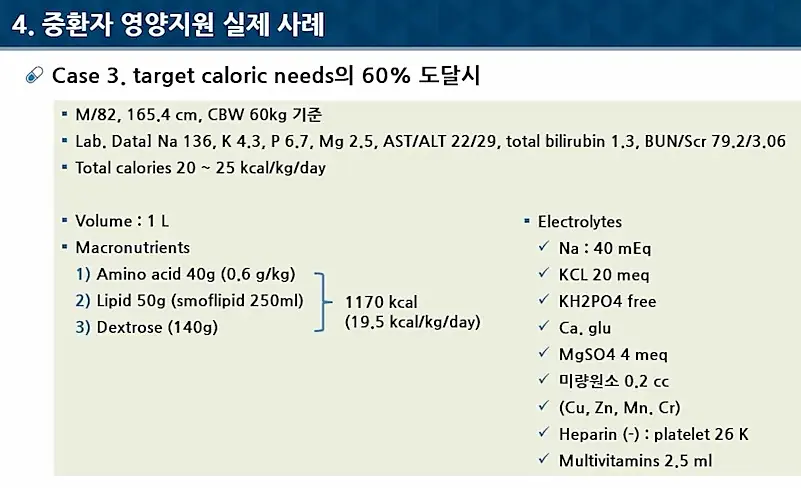 4. 중환자 영양지원 실제 사례
Case 3. target caloric needs의 60% 도달시
▪ M/82, 165.4 cm, CBW 60kg 기준
▪ Lab. Data] Na 136, K 4.3, P 6.7, Mg 2.5, AST/ALT 22/29, total bilirubin 1.3, BUN/Scr 79.2/3.06
▪ Total calories 20 ~ 25 kcal/kg/day
▪ Volume : 1 L
▪ Macronutrients
1) Amino acid 40g (0.6 g/kg)
2) Lipid 50g (smoflipid 250ml)
3) Dextrose (140g)
1170 kcal
(19.5 kcal/kg/day)
▪ Electrolytes
✓ Na : 40 mEq
✓ KCL 20 meq
✓ KH2PO4 free
✓ Ca. glu
✓ MgSO4 4 meq
✓ 미량원소 0.2 cc
✓ (Cu, Zn, Mn. Cr)
✓ Heparin (-) : platelet 26 K
✓ Multivitamins 2.5 ml